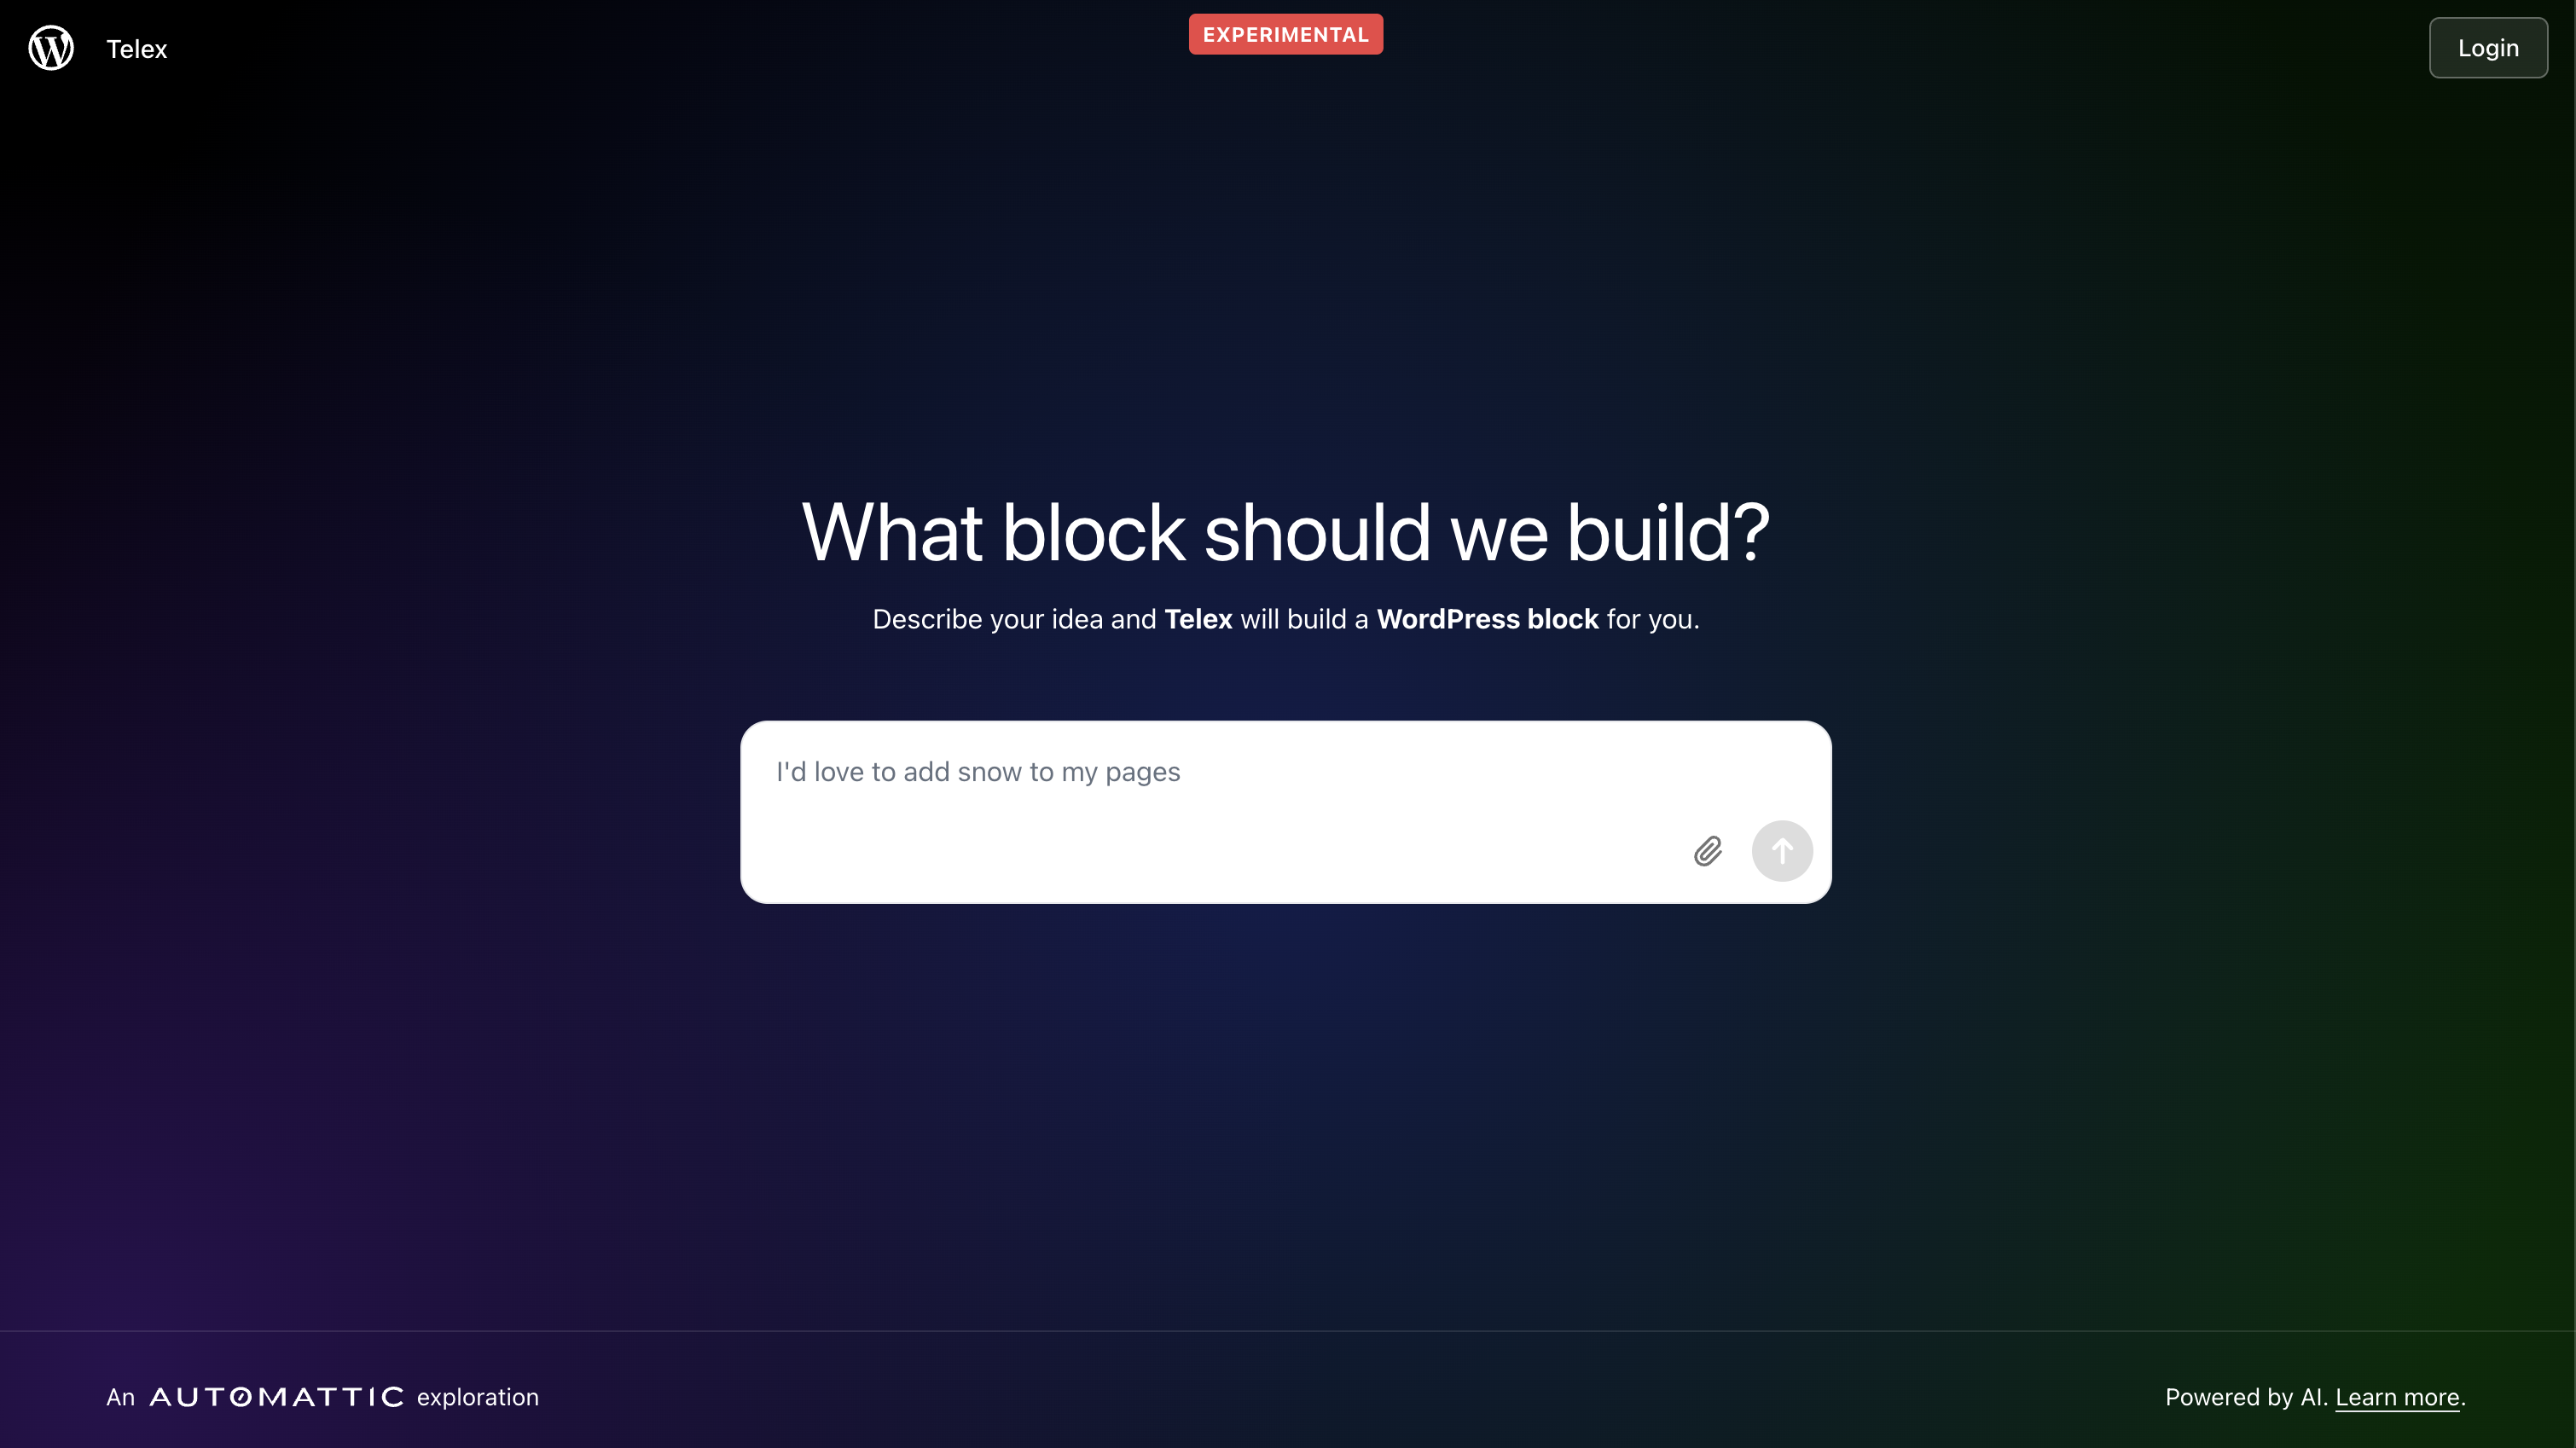 Telex
EXPERIMENTAL
Login
What block should we build?
Describe your idea and Telex will build a WordPress block for you.
I'd love to add snow to my pages
An AUTOMATTIC exploration
Powered by AI. Learn more.